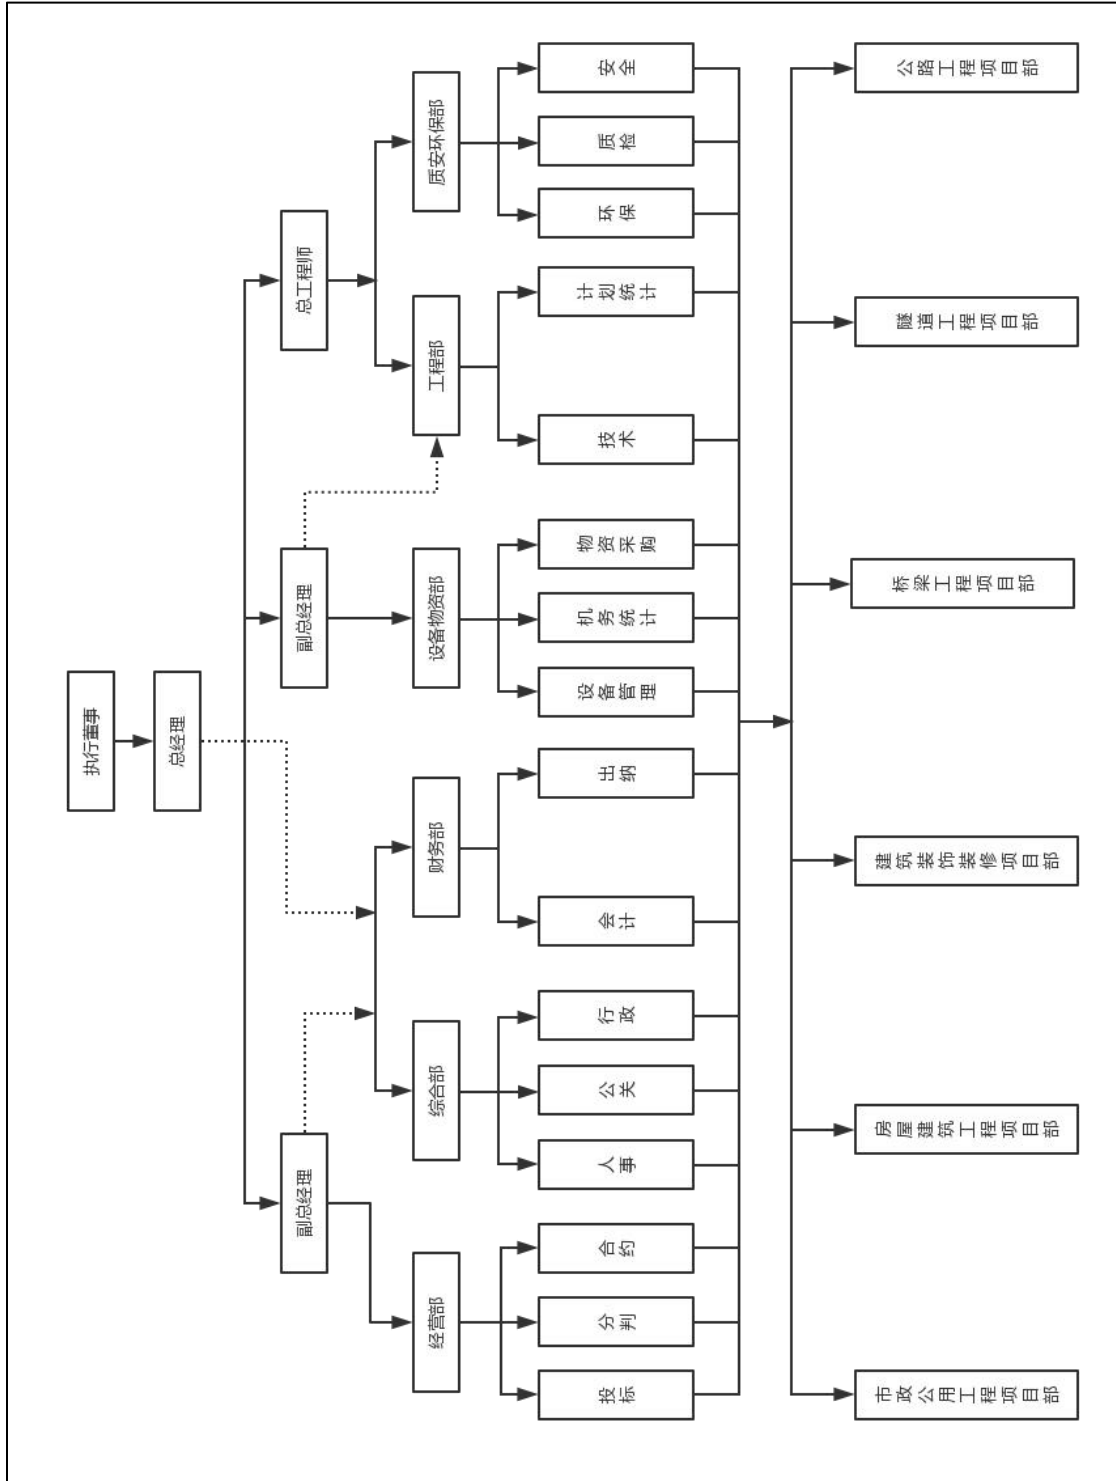 执行董事
总经理
副总经理
副总经理
总工程师
经营部
综合部
财务部
设备物资部
工程部
质安环保部
投标
分判
合约
人事
公关
行政
会计
出纳
设备管理
机务统计
物资采购
技术
计划统计
环保
质检
安全
市政公用工程项目部
房屋建筑工程项目部
建筑装饰装修项目部
桥梁工程项目部
隧道工程项目部
公路工程项目部